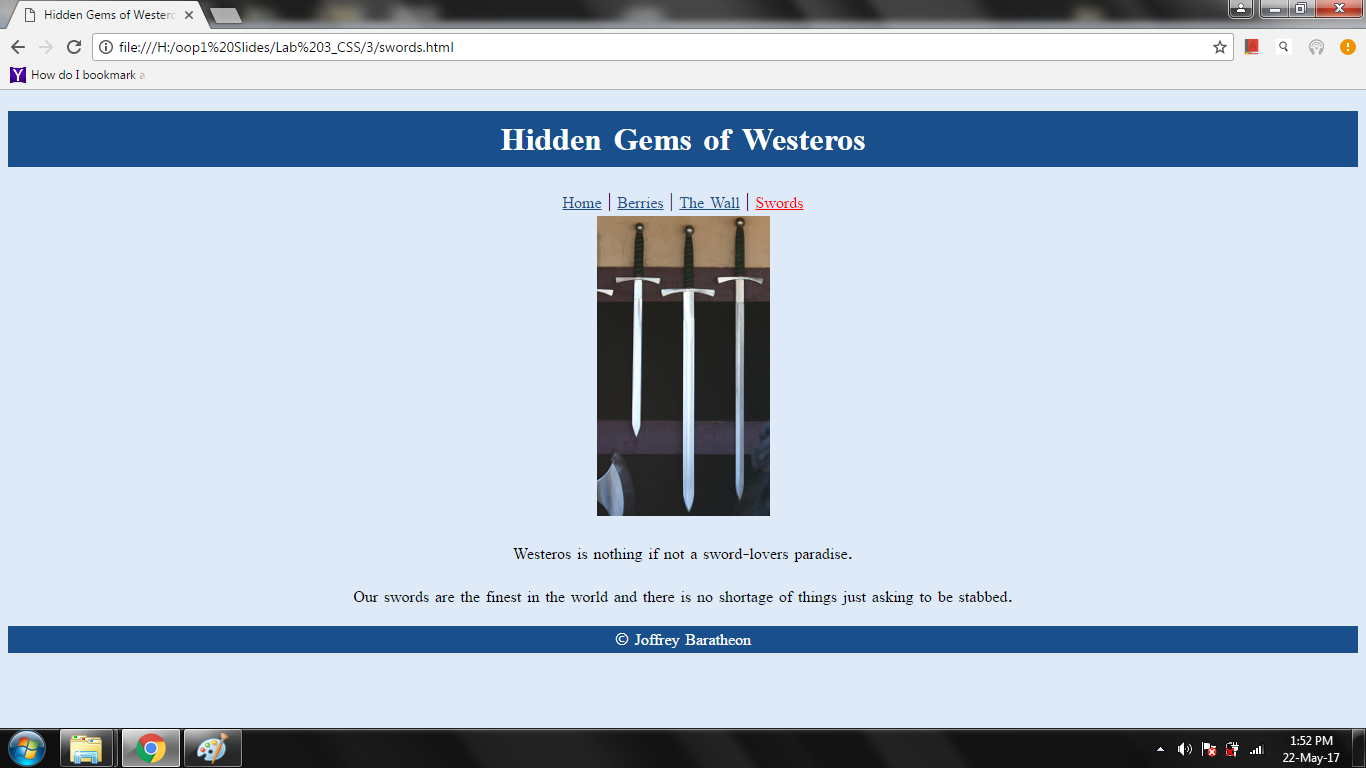 Hidden Gems of Westerc
file:///H:/oop1%20Slides/Lab%203_CSS/3/swords.html
How do I bookmark a
Hidden Gems of Westeros
Home | Berries | The Wall | Swords
Westeros is nothing if not a sword-lovers paradise.
Our swords are the finest in the world and there is no shortage of things just asking to be stabbed.
© Joffrey Baratheon
1:52 PM
22-May-17